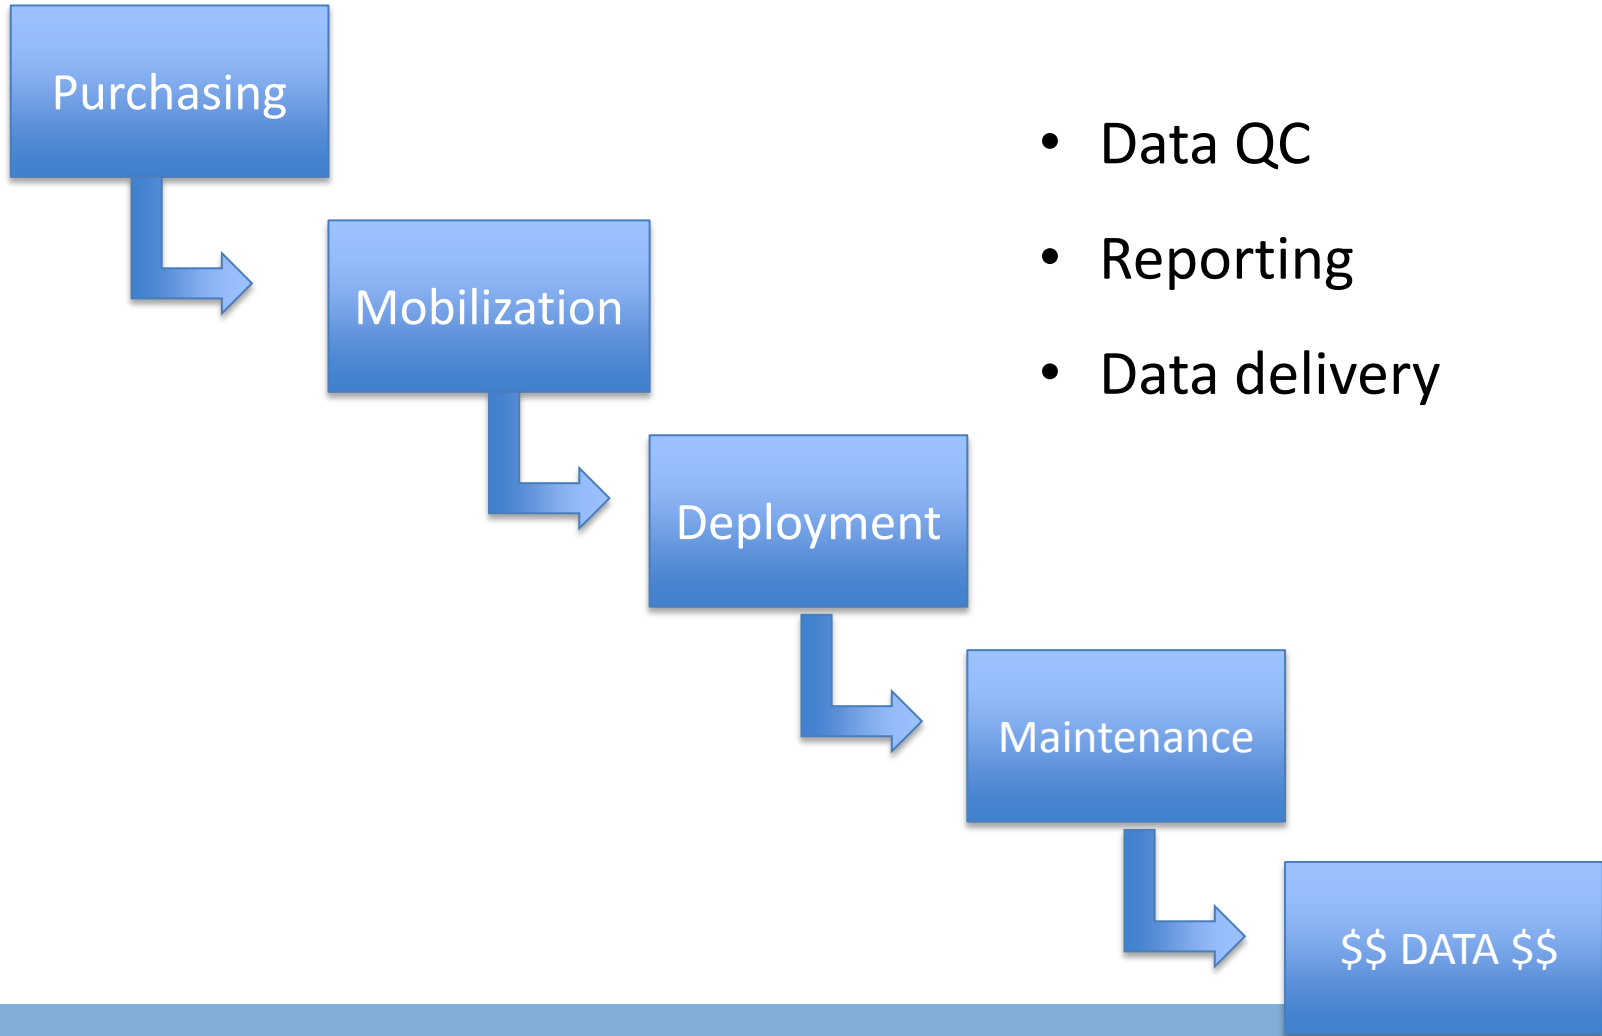 Purchasing
Mobilization
Deployment
Maintenance
$$ DATA $$
• Data QC
• Reporting
• Data delivery